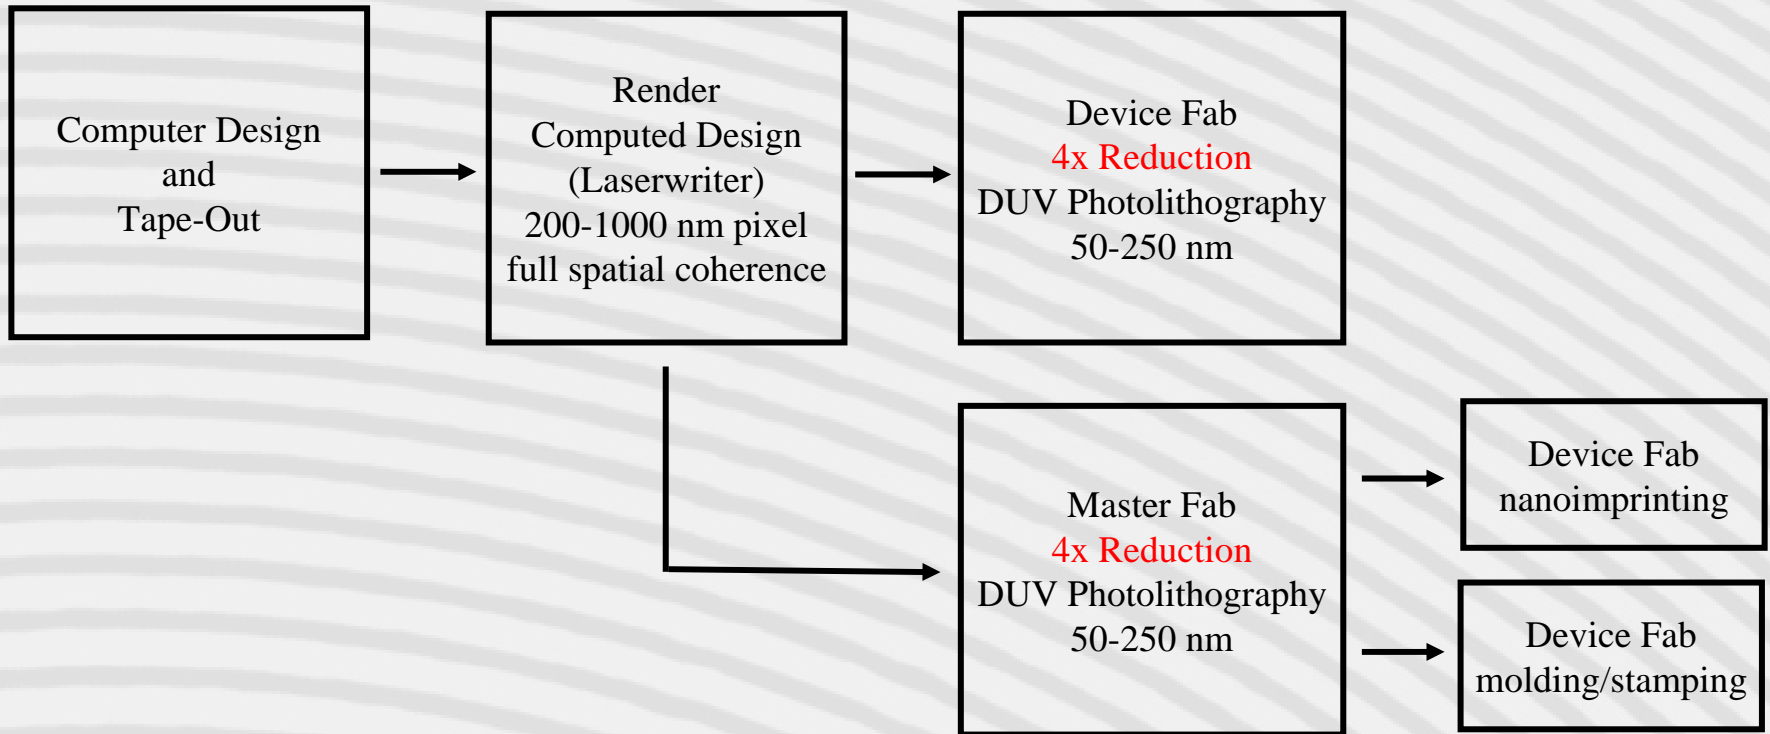 Computer Design
and
Tape-Out
Render
Computed Design
(Laserwriter)
200-1000 nm pixel
full spatial coherence
Device Fab
4x Reduction
DUV Photolithography
50-250 nm
Master Fab
4x Reduction
DUV Photolithography
50-250 nm
Device Fab
nanoimprinting
Device Fab
molding/stamping